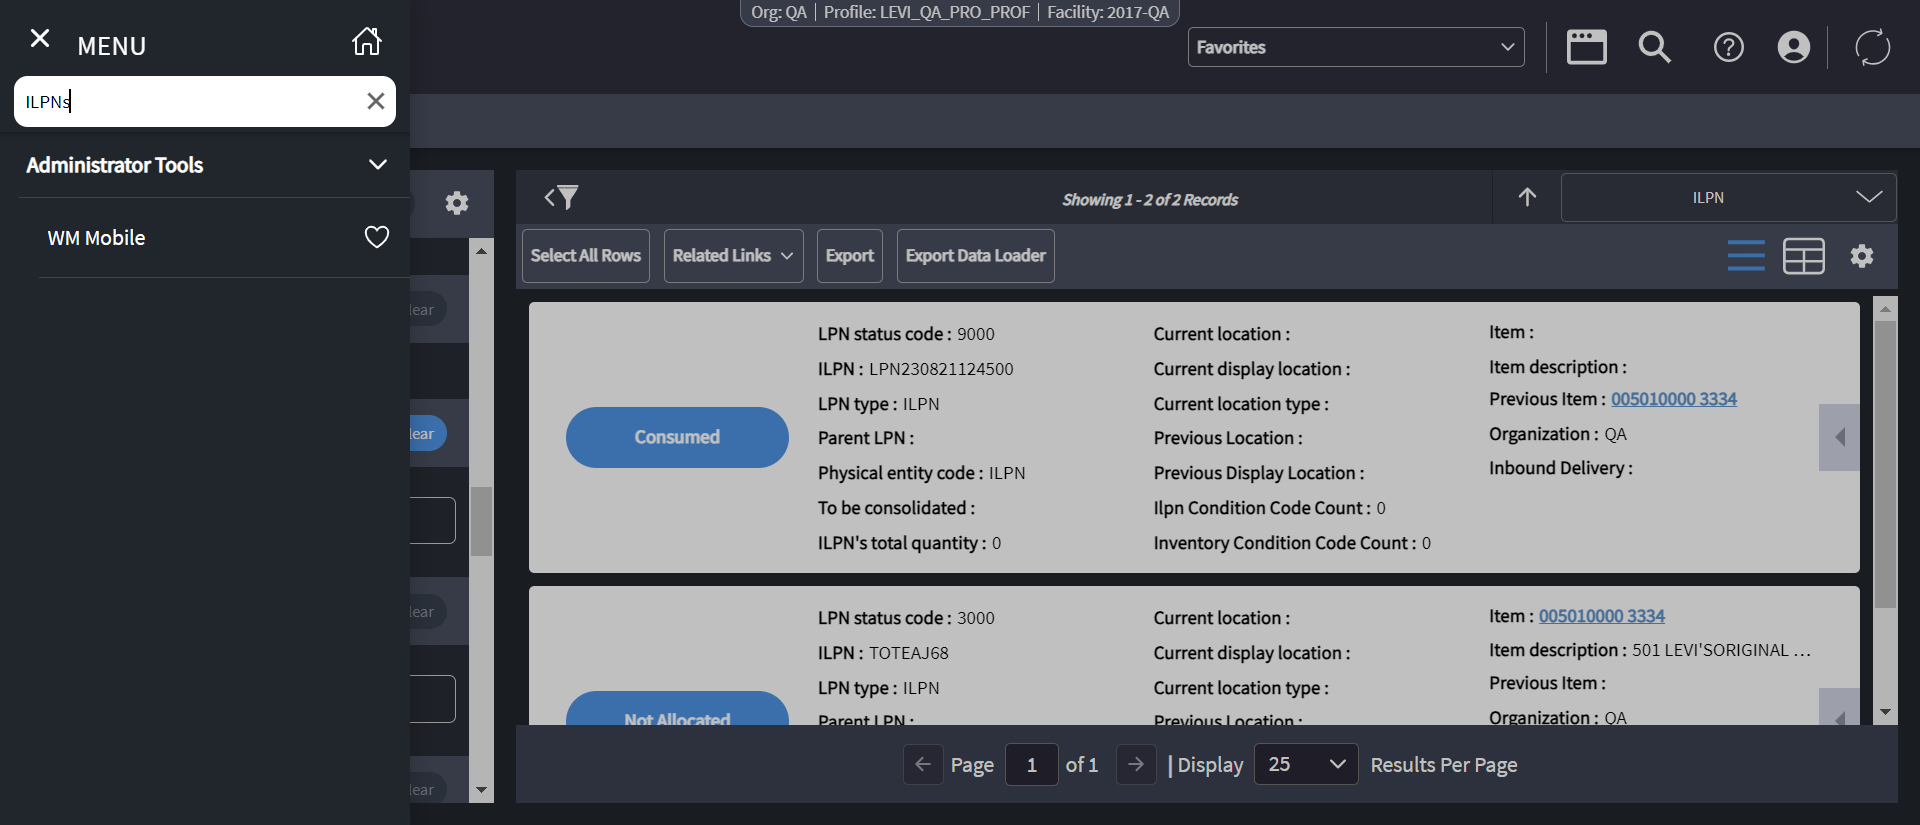 Org: QA | Profile: LEVI_QA_PRO_PROF | Facility: 2017-QA
MENU
Favorites
ILPNs
Administrator Tools
WM Mobile
lear
lear
lear
lear
Showing 1 - 2 of 2 Records
ILPN
Select All Rows
Related Links
Export
Export Data Loader
Consumed
LPN status code : 9000
ILPN : LPN230821124500
LPN type : ILPN
Parent LPN :
Physical entity code : ILPN
To be consolidated :
ILPN's total quantity : 0
Current location :
Current display location :
Current location type :
Previous Location :
Previous Display Location :
Ilpn Condition Code Count : 0
Inventory Condition Code Count : 0
Item :
Item description :
Previous Item : 005010000 3334
Organization : QA
Inbound Delivery :
Not Allocated
LPN status code : 3000
ILPN : TOTEAJ68
LPN type : ILPN
Parent LPN :
Current location :
Current display location :
Current location type :
Previous Location :
Item : 005010000 3334
Item description : 501 LEVI'SORIGINAL ...
Previous Item :
Organization : QA
Page 1 of 1 | Display 25 Results Per Page